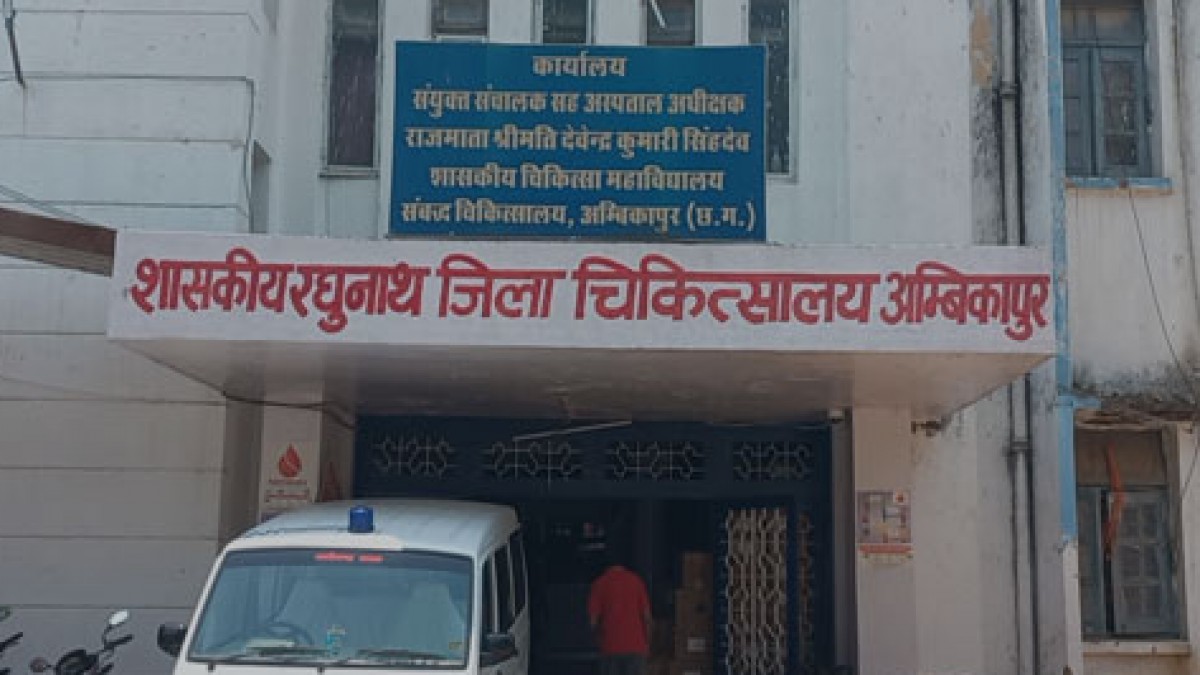 कार्यालय
संयुक्त संचालक सह अस्पताल अधीक्षक
राजमाता श्रीमति देवेन्द्र कुमारी सिंहदेव
शासकीय चिकित्सा महाविद्यालय
संबद्ध चिकित्सालय, अम्बिकापुर (छ.ग.)
शासकीय रघुनाथ जिला चिकित्सालय अम्बिकापुर